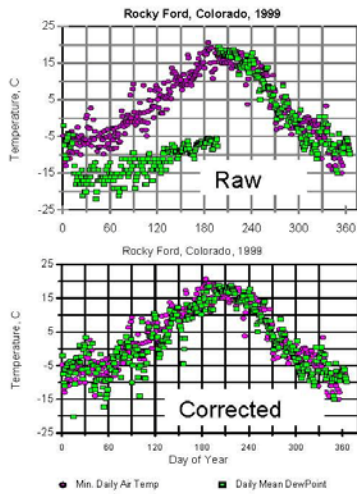 Rocky Ford, Colorado, 1999
25
15
5
-5
-15
-25
Temperature, C
Raw
0 60 120 180 240 300 360
Rocky Ford, Colorado, 1999
25
15
5
-5
-15
-25
Temperature, C
Corrected
0 60 120 180 240 300 360
Day of Year
Min. Daily Air Temp Daily Mean DewPoint